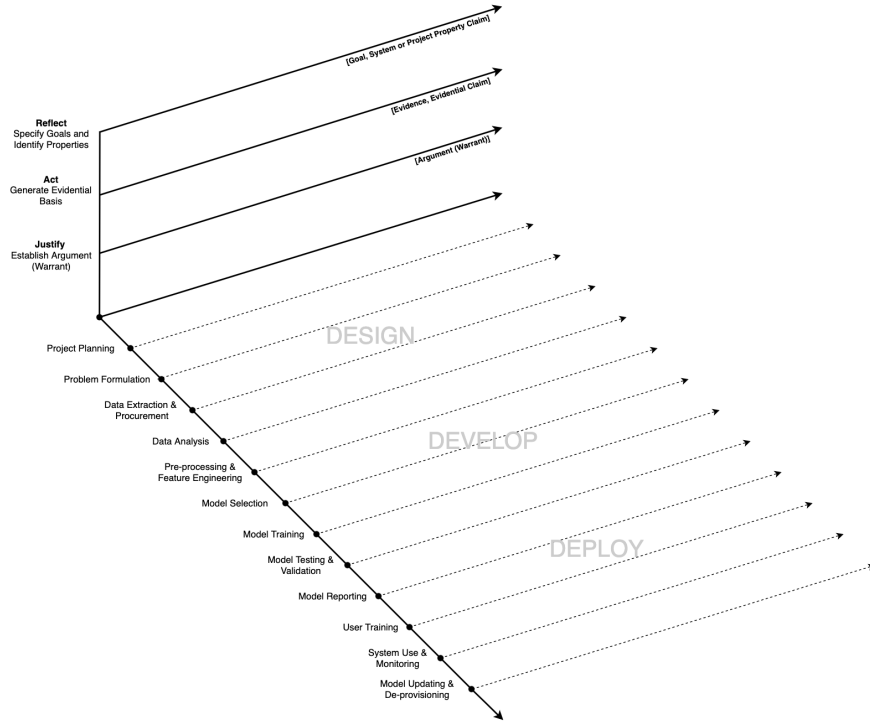 [Goal, System or Project Property Claim]
[Evidence, Evidential Claim]
Reflect
Specify Goals and
Identify Properties
[Argument (Warrant)]
Act
Generate Evidential
Basis
Justify
Establish Argument
(Warrant)
DESIGN
Project Planning
Problem Formulation
Data Extraction &
Procurement
Data Analysis
DEVELOP
Pre-processing &
Feature Engineering
Model Selection
Model Training
DEPLOY
Model Testing &
Validation
Model Reporting
User Training
System Use &
Monitoring
Model Updating &
De-provisioning